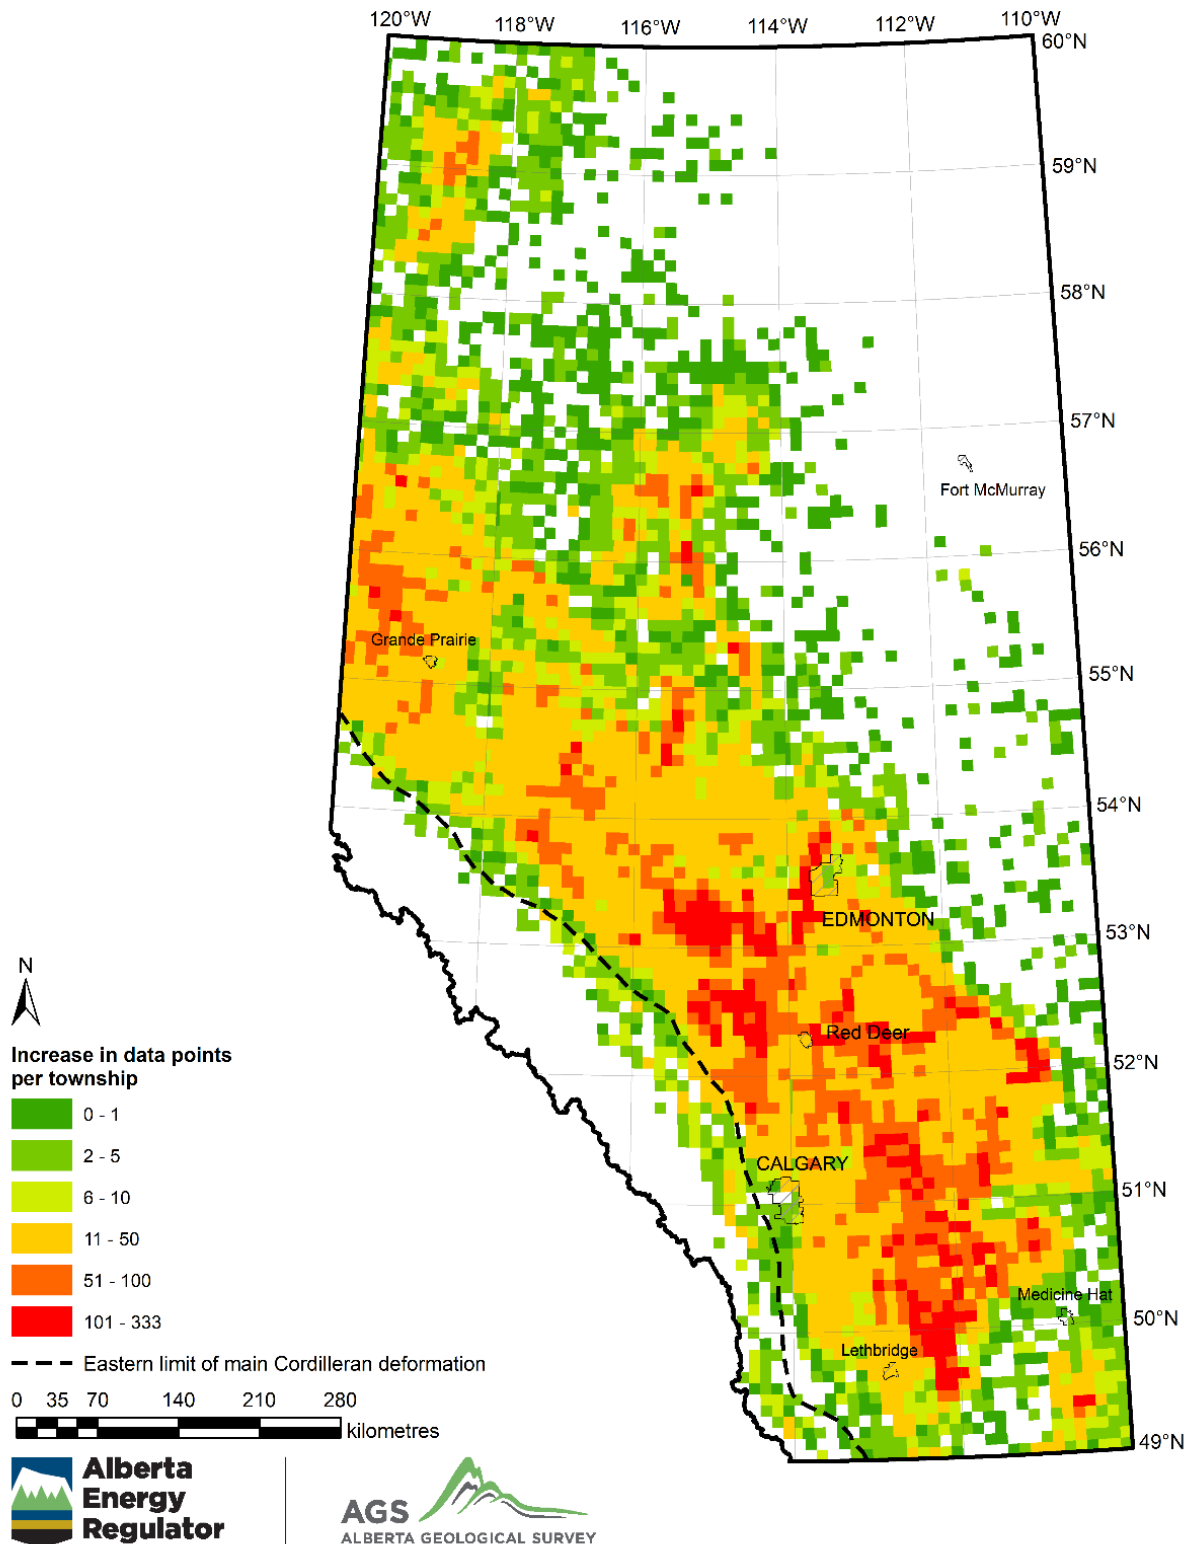 120°W
118°W
116°W
114°W
112°W
110°W
60°N
59°N
58°N
57°N
Fort McMurray
56°N
Grande Prairie
55°N
54°N
EDMONTON
53°N
N
Red Deer
Increase in data points
per township
52°N
0 - 1
2 - 5
CALGARY
6 - 10
51°N
11 - 50
51 - 100
Medicine Hat
101 - 333
50°N
Lethbridge
Eastern limit of main Cordilleran deformation
0 35 70 140 210 280
kilometres
49°N
Alberta
Energy
Regulator
AGS
ALBERTA GEOLOGICAL SURVEY